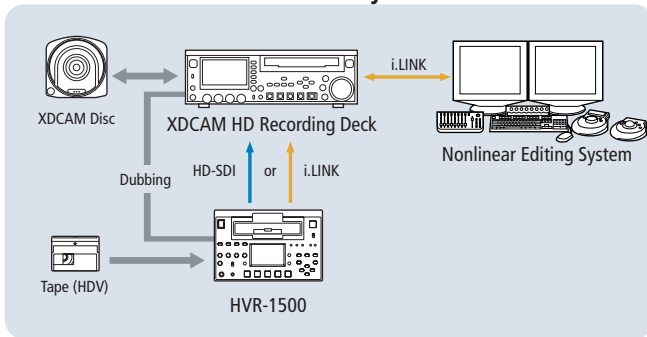 i.LINK
XDCAM Disc
XDCAM HD Recording Deck
Nonlinear Editing System
Dubbing
HD-SDI or i.LINK
Tape (HDV)
HVR-1500